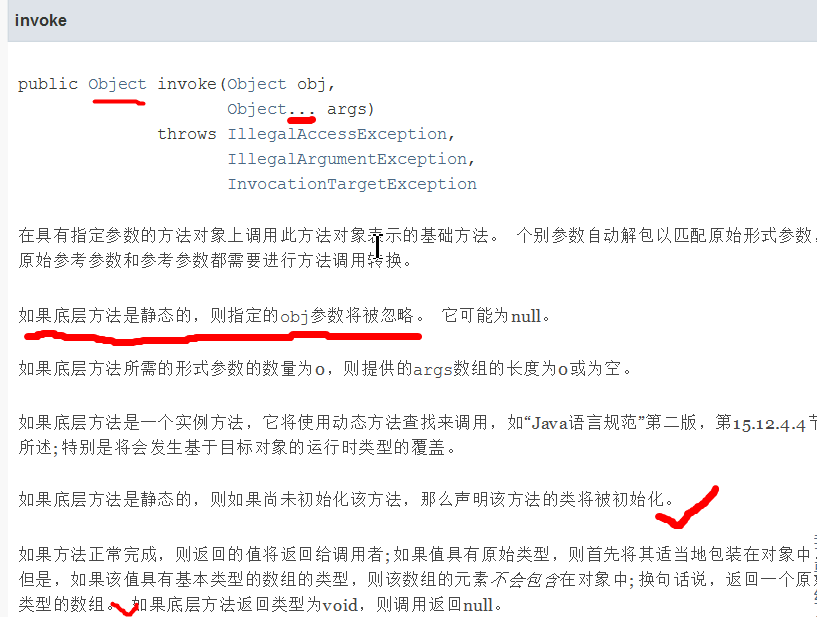 invoke
public Object invoke(Object obj,
Object... args)
throws IllegalAccessException,
IllegalArgumentException,
InvocationTargetException
在具有指定参数的方法对象上调用此方法对象表示的基础方法。 个别参数自动解包以匹配原始形式参数，
原始参考参数和参考参数都需要进行方法调用转换。
如果底层方法是静态的，则指定的obj参数将被忽略。 它可能为null。
如果底层方法所需的形式参数的数量为0，则提供的args数组的长度为0或为空。
如果底层方法是一个实例方法，它将使用动态方法查找来调用，如“Java语言规范”第二版，第15.12.4.4节
所述; 特别是将会发生基于目标对象的运行时类型的覆盖。
如果底层方法是静态的，则如果尚未初始化该方法，那么声明该方法的类将被初始化。
如果方法正常完成，则返回的值将返回给调用者; 如果值具有原始类型，则首先将其适当地包装在对象中
但是，如果该值具有基本类型的数组的类型，则该数组的元素不会包含在对象中; 换句话说，返回一个原
类型的数组。 如果底层方法返回类型为void，则调用返回null。